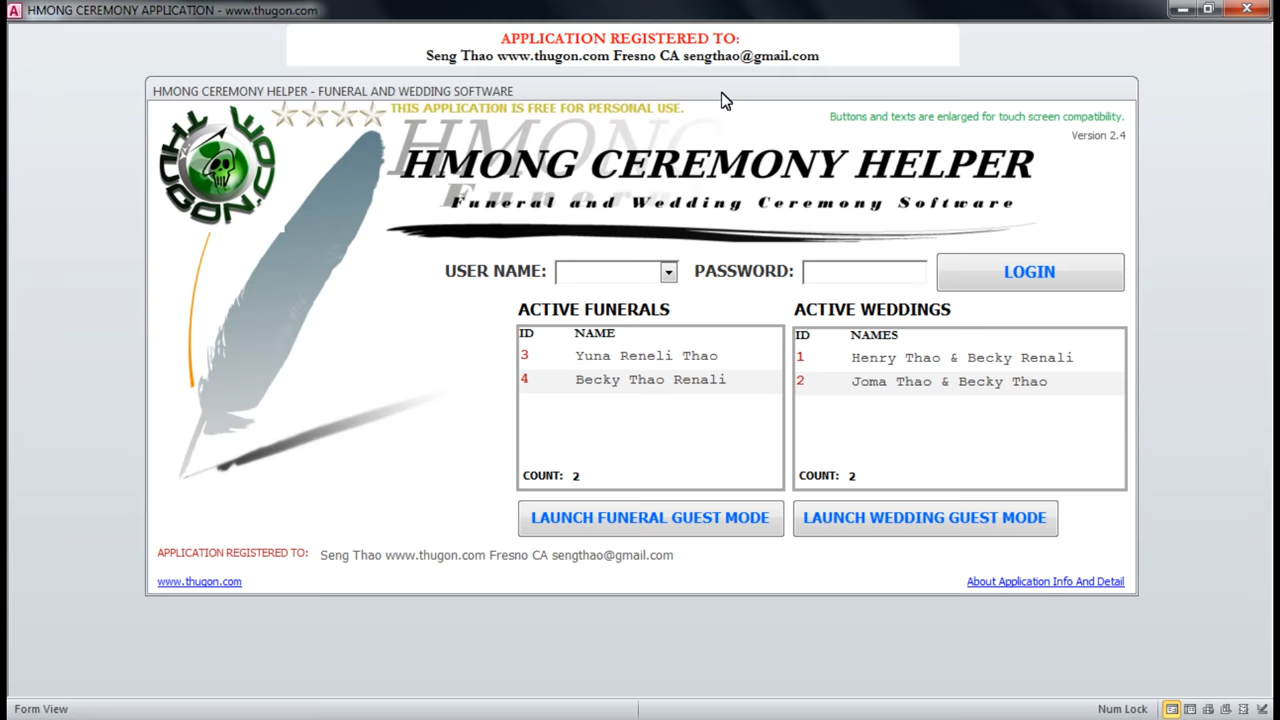 HMONG CEREMONY APPLICATION - www.thugon.com
APPLICATION REGISTERED TO:
Seng Thao www.thugon.com Fresno CA sengthao@gmail.com
HMONG CEREMONY HELPER - FUNERAL AND WEDDING SOFTWARE
THIS APPLICATION IS FREE FOR PERSONAL USE.
Buttons and texts are enlarged for touch screen compatibility.
Version 2.4
HMONG
HMONG CEREMONY HELPER
Funeral
Funeral and Wedding Ceremony Software
USER NAME: PASSWORD: LOGIN
ACTIVE FUNERALS
ID NAME
3 Yuna Reneli Thao
4 Becky Thao Renali
COUNT: 2
LAUNCH FUNERAL GUEST MODE
ACTIVE WEDDINGS
ID NAMES
1 Henry Thao & Becky Renali
2 Joma Thao & Becky Thao
COUNT: 2
LAUNCH WEDDING GUEST MODE
APPLICATION REGISTERED TO: Seng Thao www.thugon.com Fresno CA sengthao@gmail.com
www.thugon.com
About Application Info And Detail
Form View
Num Lock